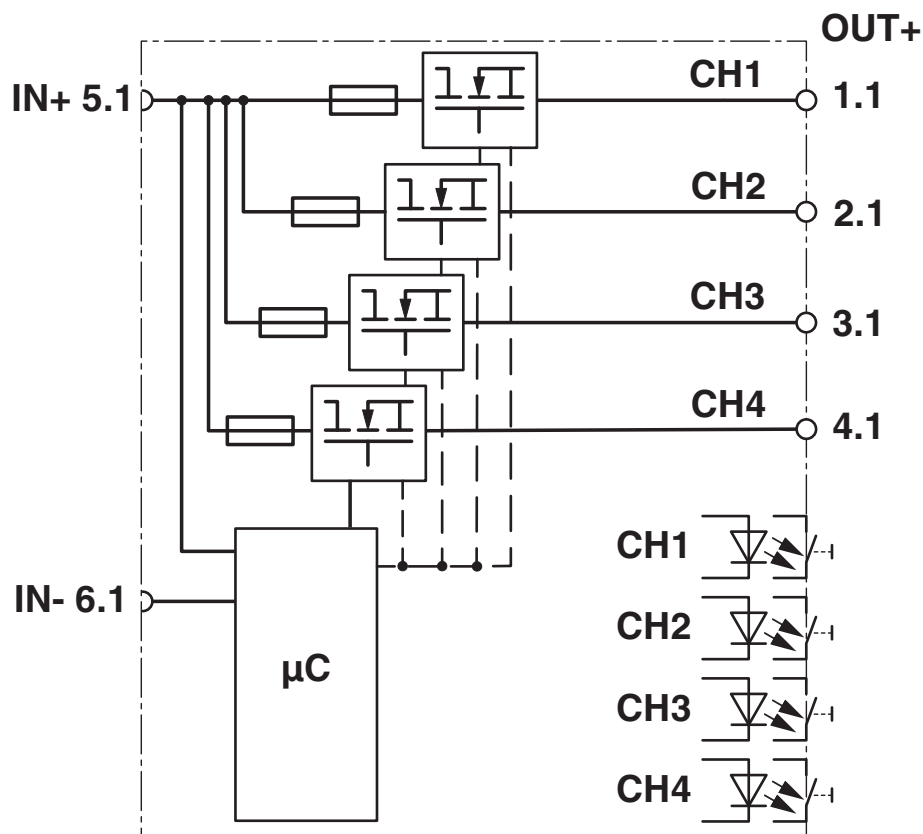 OUT+
IN+ 5.1
CH1
1.1
CH2
2.1
CH3
3.1
CH4
4.1
IN- 6.1
µC
CH1
CH2
CH3
CH4